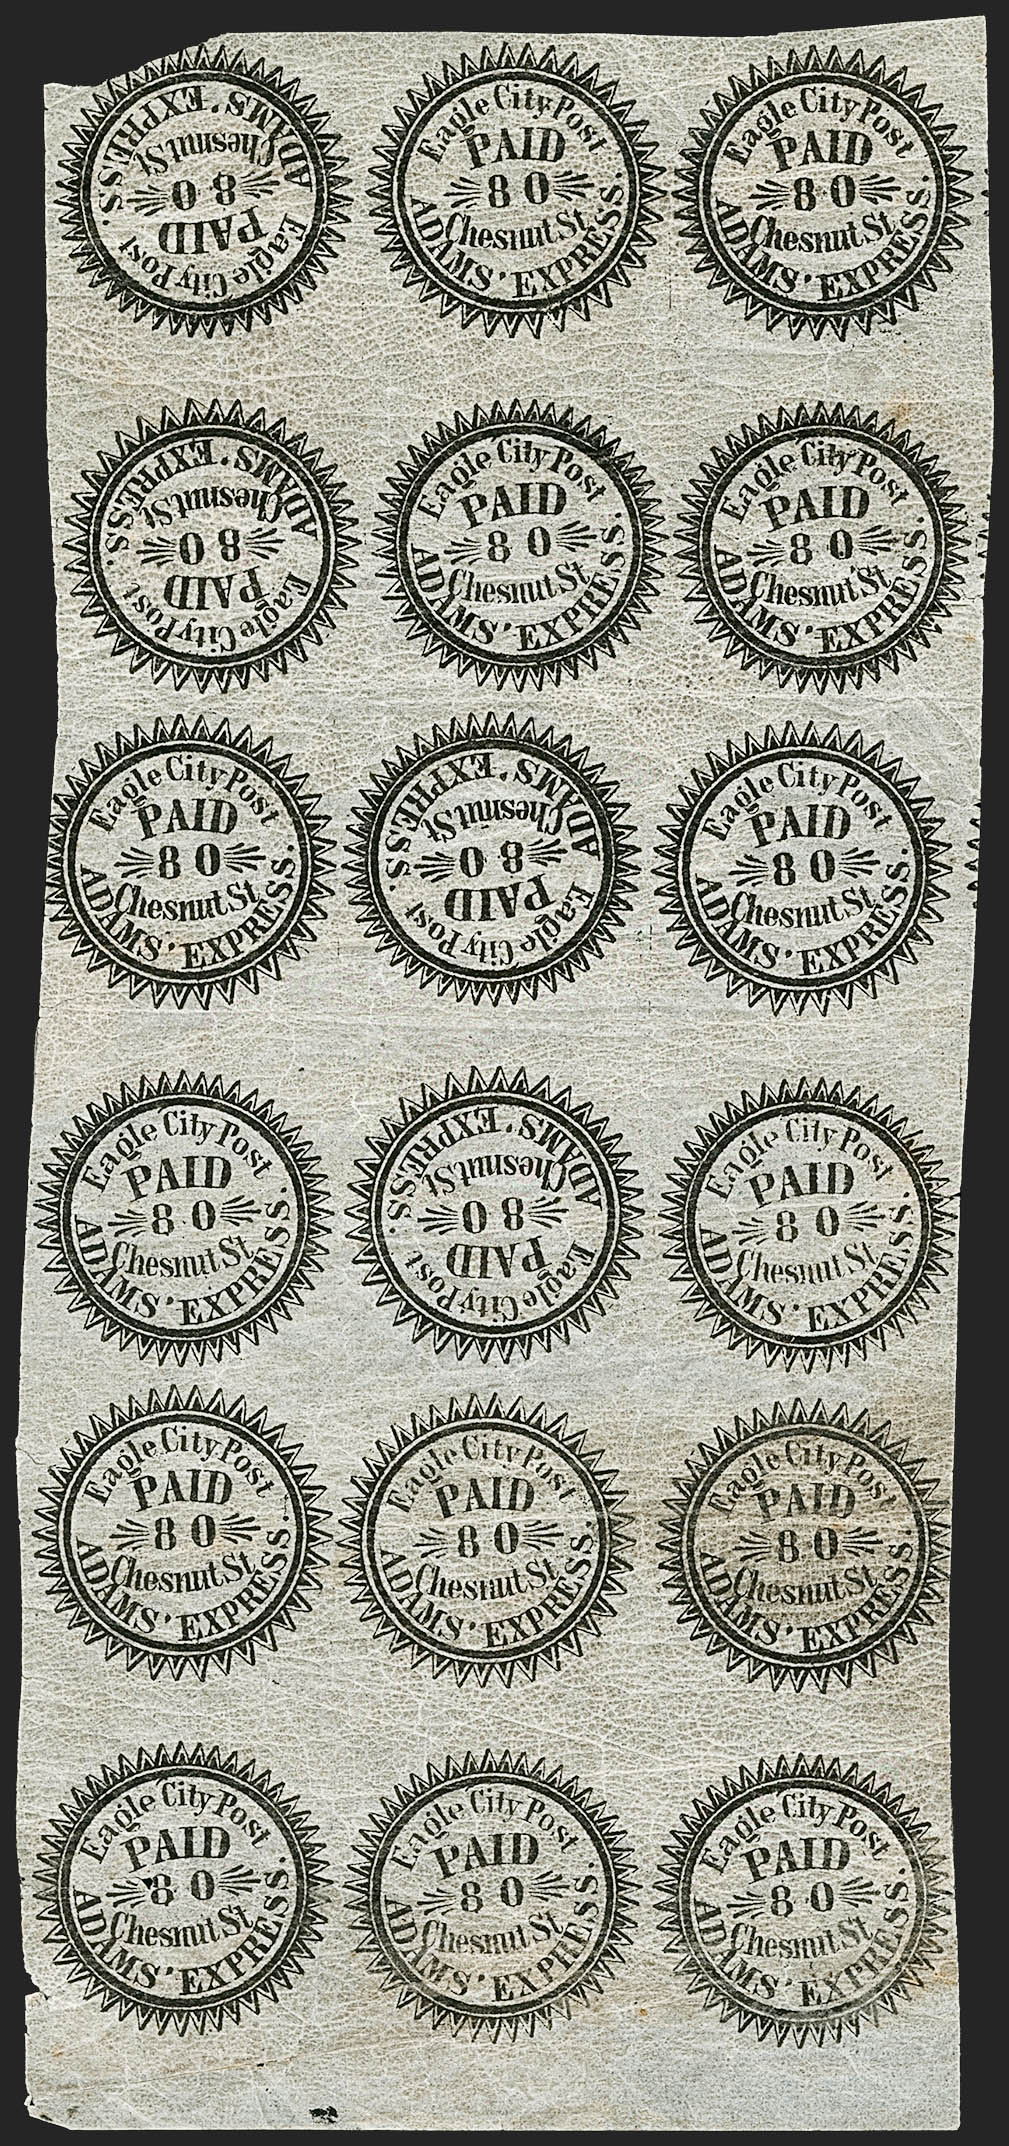 Eagle City Post
PAID
80
Chesnut St
ADAMS' EXPRESS.
Eagle City Post
PAID
80
Chesnut St
ADAMS' EXPRESS.
Eagle City Post
PAID
80
Chesnut St
ADAMS' EXPRESS.
Eagle City Post
PAID
80
Chesnut St
ADAMS' EXPRESS.
Eagle City Post
PAID
80
Chesnut St
ADAMS' EXPRESS.
Eagle City Post
PAID
80
Chesnut St
ADAMS' EXPRESS.
Eagle City Post
PAID
80
Chesnut St
ADAMS' EXPRESS.
Eagle City Post
PAID
80
Chesnut St
ADAMS' EXPRESS.
Eagle City Post
PAID
80
Chesnut St
ADAMS' EXPRESS.
Eagle City Post
PAID
80
Chesnut St
ADAMS' EXPRESS.
Eagle City Post
PAID
80
Chesnut St
ADAMS' EXPRESS.
Eagle City Post
PAID
80
Chesnut St
ADAMS' EXPRESS.
Eagle City Post
PAID
80
Chesnut St
ADAMS' EXPRESS.
Eagle City Post
PAID
80
Chesnut St
ADAMS' EXPRESS.
Eagle City Post
PAID
80
Chesnut St
ADAMS' EXPRESS.
Eagle City Post
PAID
80
Chesnut St
ADAMS' EXPRESS.
Eagle City Post
PAID
80
Chesnut St
ADAMS' EXPRESS.
Eagle City Post
PAID
80
Chesnut St
ADAMS' EXPRESS.